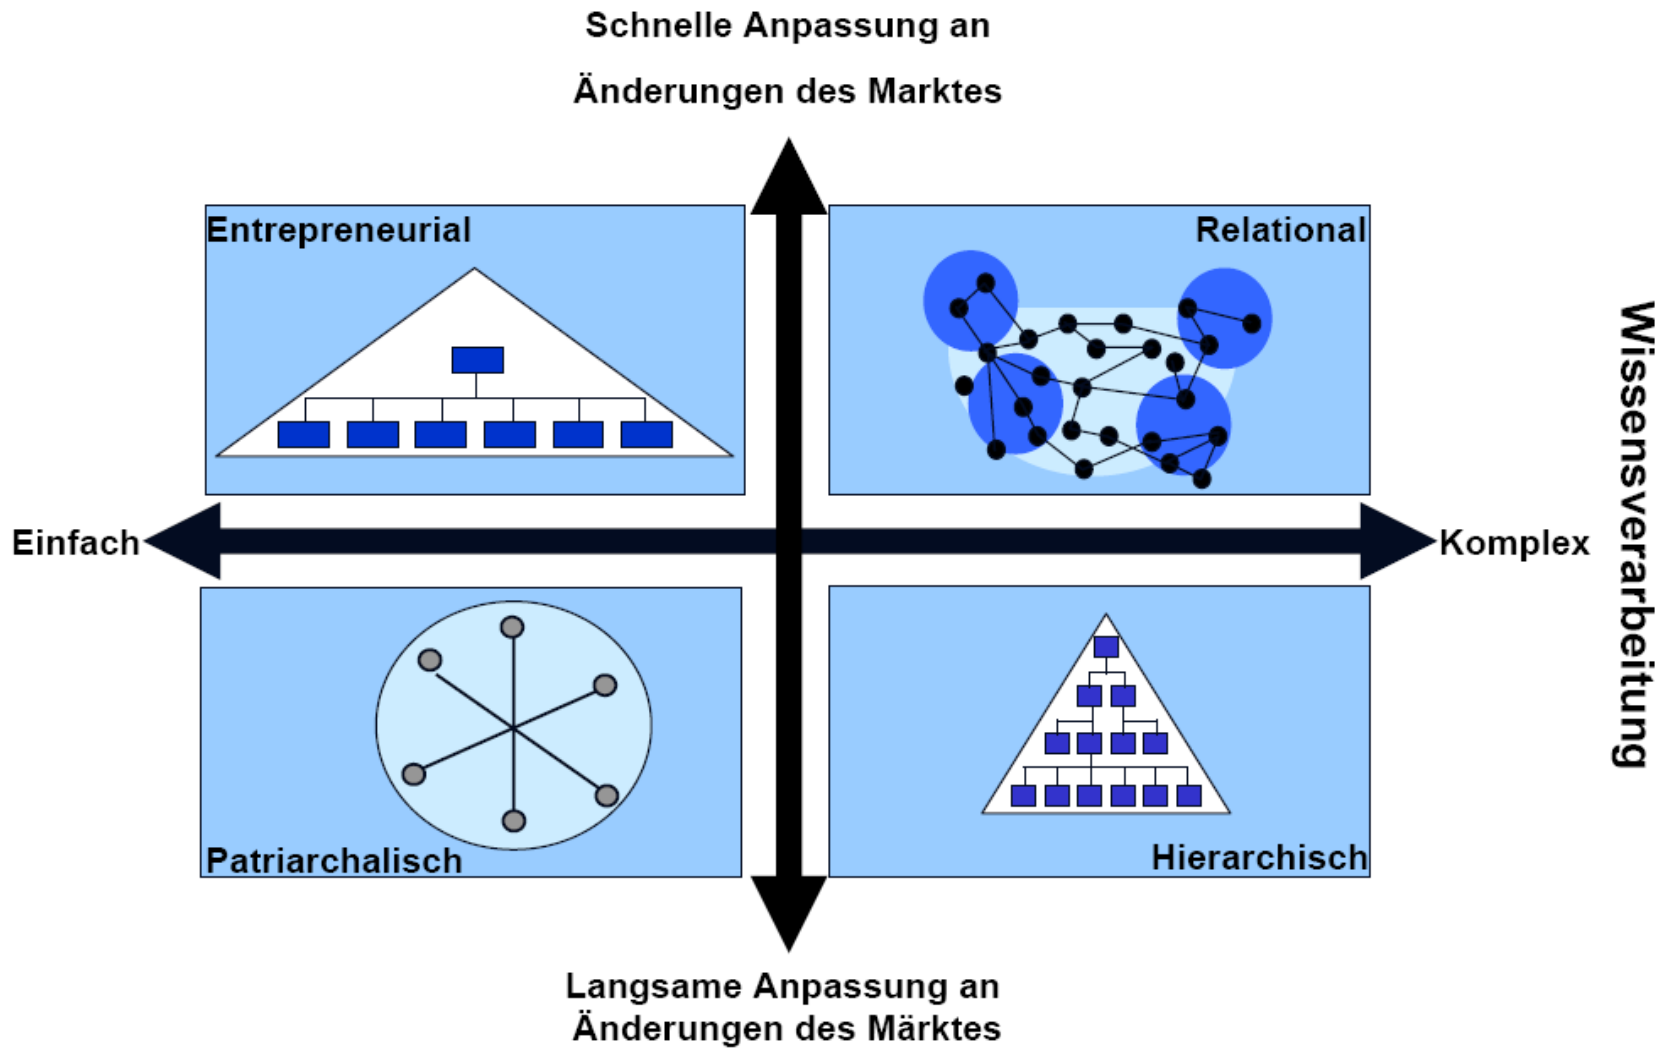 Schnelle Anpassung an
Änderungen des Marktes
Entrepreneurial
Relational
Einfach
Komplex
Wissensverarbeitung
Patriarchalisch
Hierarchisch
Langsame Anpassung an
Änderungen des Märktes